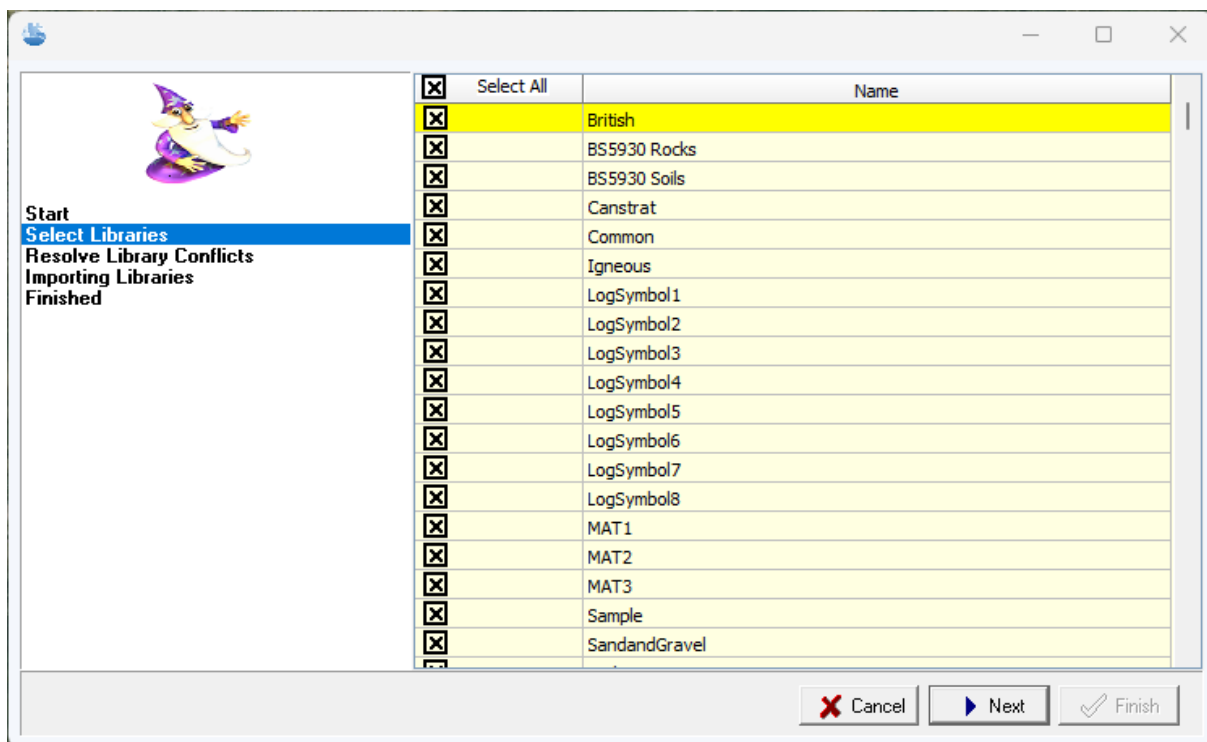 Start
Select Libraries
Resolve Library Conflicts
Importing Libraries
Finished
Select All Name
British
BS5930 Rocks
BS5930 Soils
Canstrat
Common
Igneous
LogSymbol1
LogSymbol2
LogSymbol3
LogSymbol4
LogSymbol5
LogSymbol6
LogSymbol7
LogSymbol8
MAT1
MAT2
MAT3
Sample
SandandGravel
Cancel Next Finish